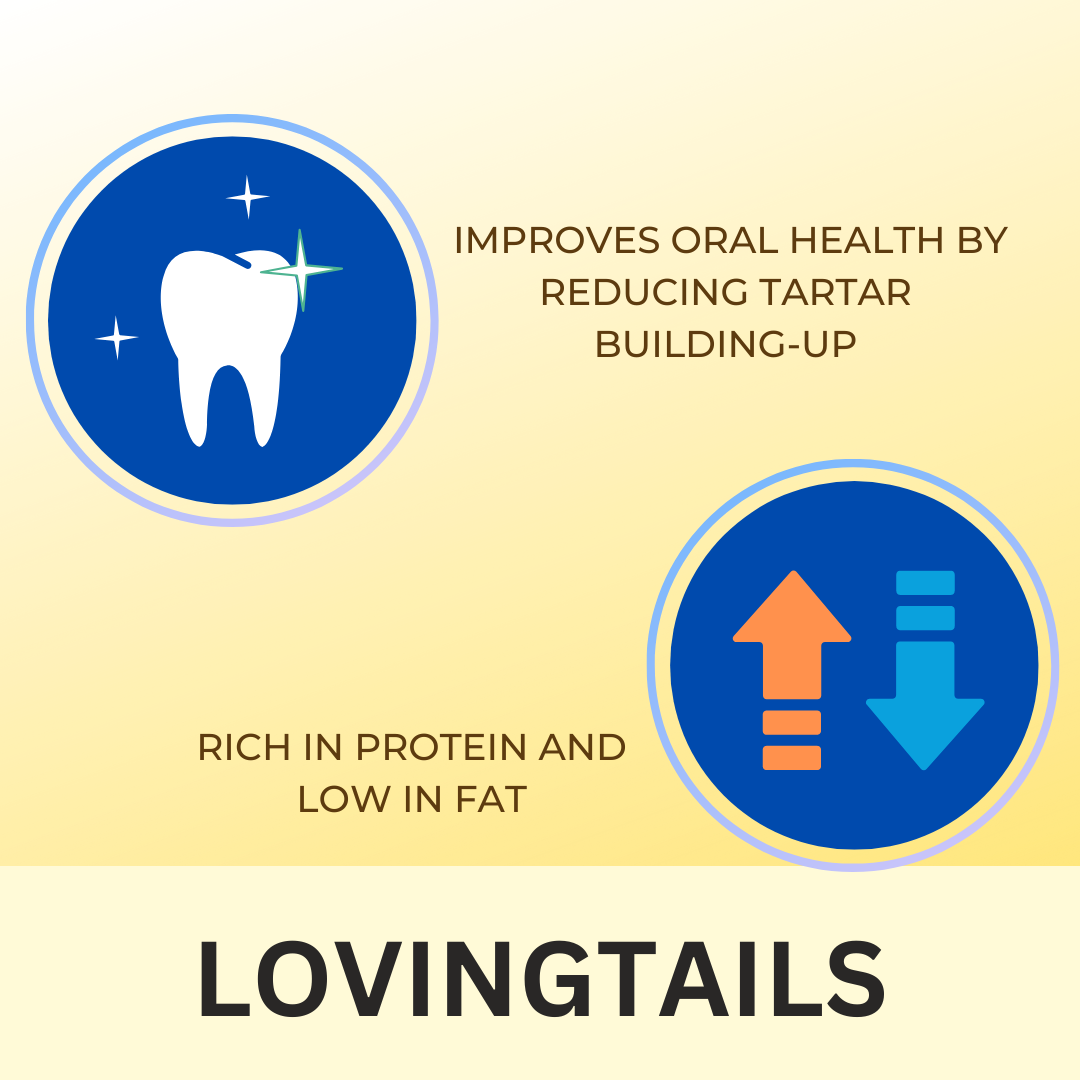 IMPROVES ORAL HEALTH BY
REDUCING TARTAR
BUILDING-UP
RICH IN PROTEIN AND
LOW IN FAT
LOVINGTAILS